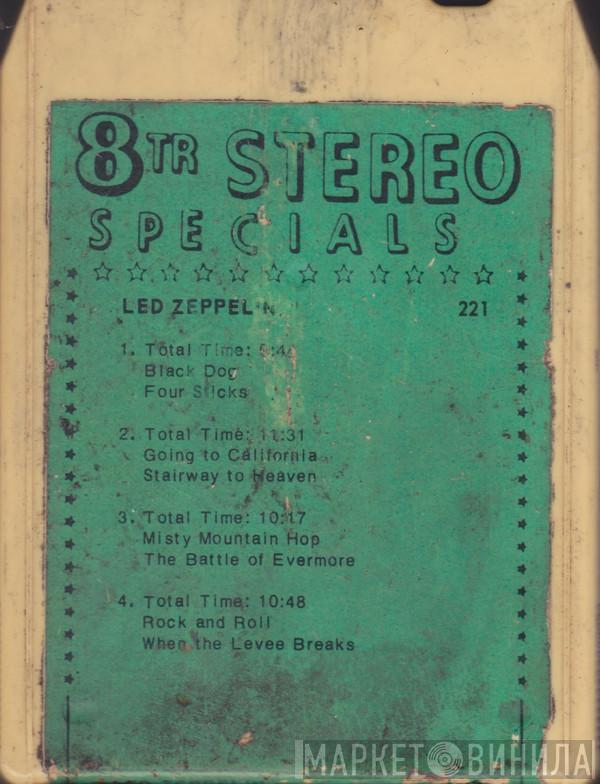 8TR STEREO
SPECIALS
LED ZEPPELIN 221
1. Total Time:
Black Dog
Four Sticks
2. Total Time: 11:31
Going to California
Stairway to Heaven
3. Total Time: 10:17
Misty Mountain Hop
The Battle of Evermore
4. Total Time: 10:48
Rock and Roll
When the Levee Breaks
МАРКЕТ ВИНИЛА